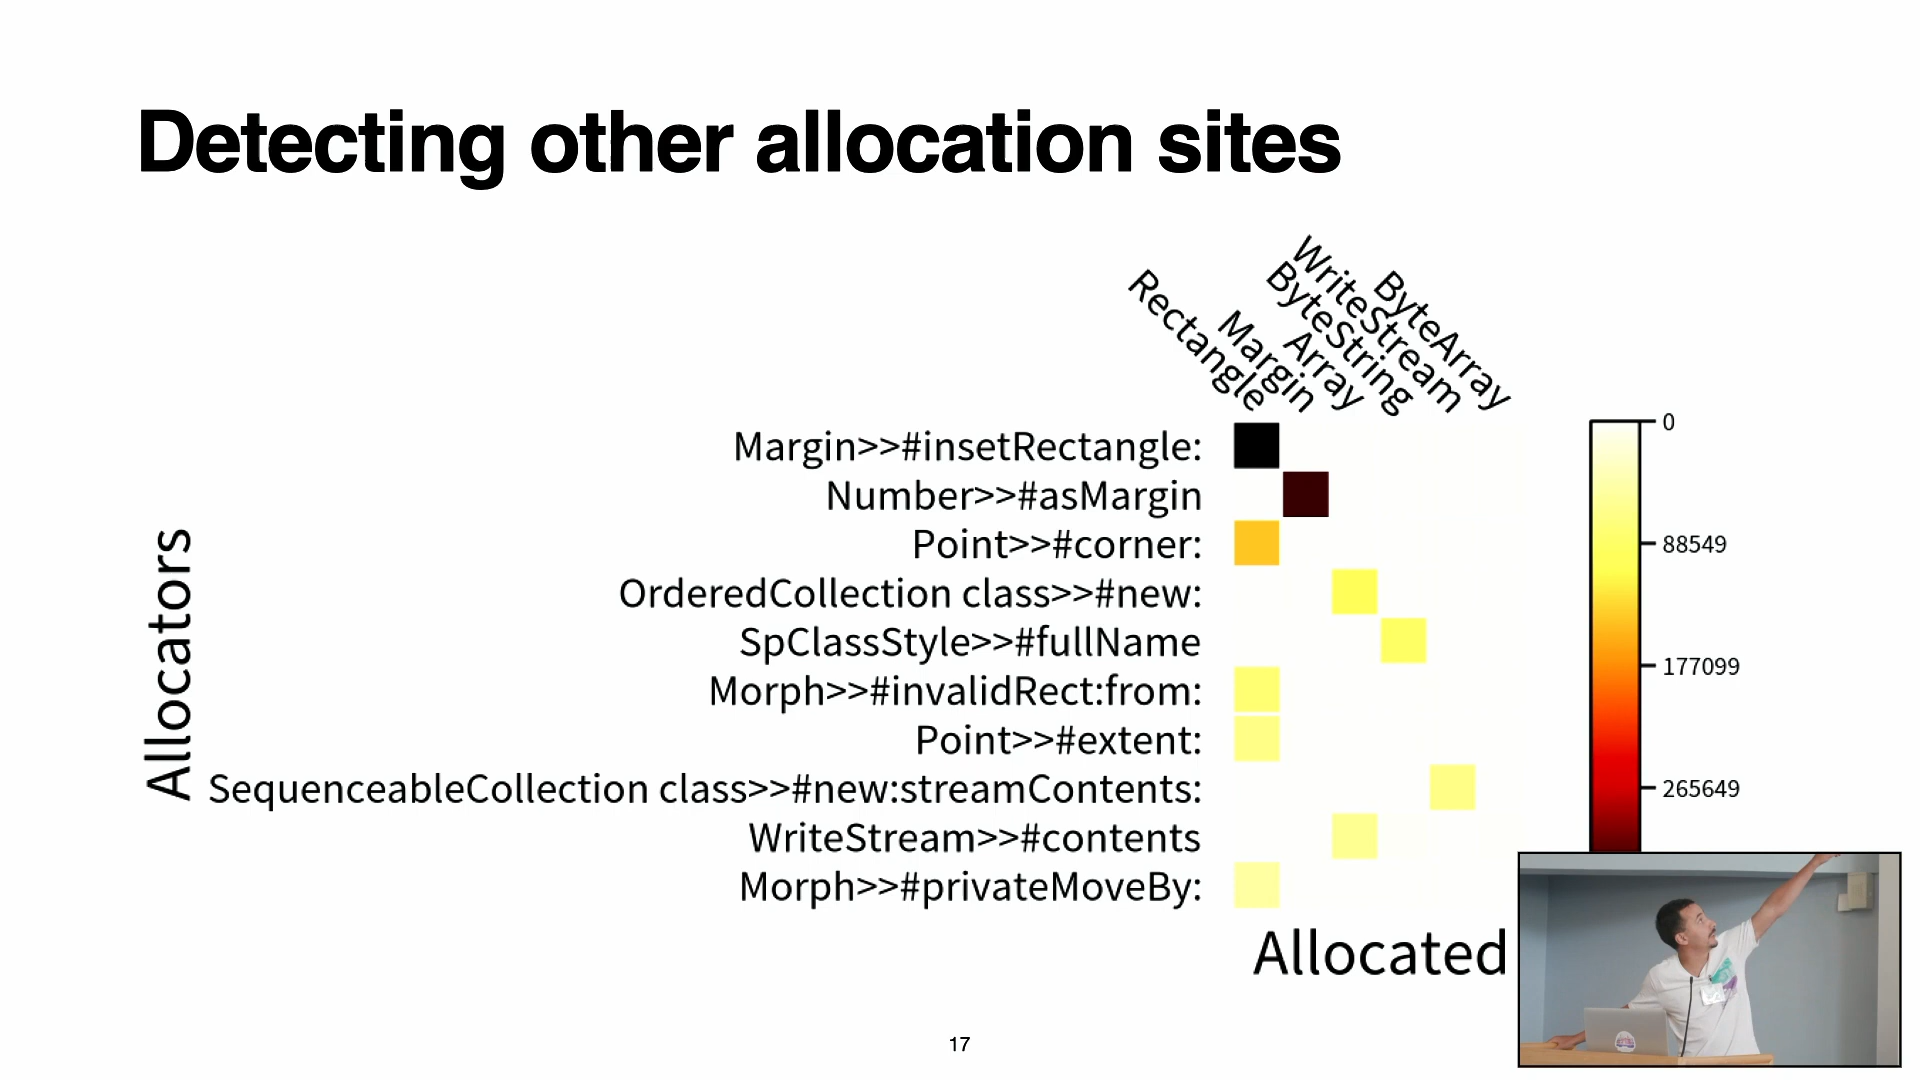 Detecting other allocation sites
Rectangle
Margin
Array
ByteString
WriteStream
ByteArray
Allocators
Margin>>#insetRectangle:
Number>>#asMargin
Point>>#corner:
OrderedCollection class>>#new:
SpClassStyle>>#fullName
Morph>>#invalidRect:from:
Point>>#extent:
SequenceableCollection class>>#new:streamContents:
WriteStream>>#contents
Morph>>#privateMoveBy:
Allocated
0
88549
177099
265649
17